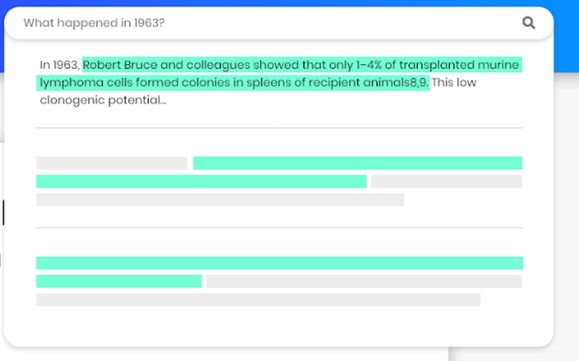 What happened in 1963?
In 1963, Robert Bruce and colleagues showed that only 1–4% of transplanted murine
lymphoma cells formed colonies in spleens of recipient animals8,9. This low
clonogenic potential...